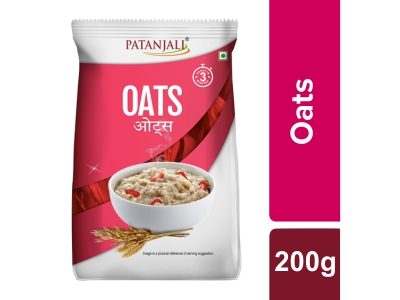 PATANJALI®
3
OATS
ओट्स
Image is a pictorial reference of serving suggestion.
Oats
200g